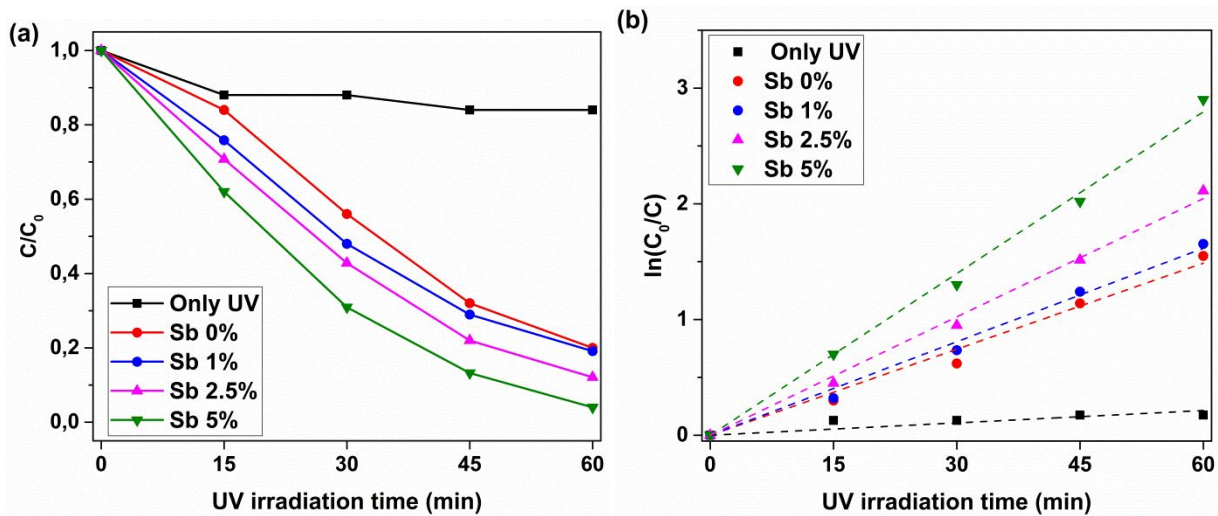 (a)
1,0
0,8
0,6
0,4
0,2
0,0
C/C0
Only UV
Sb 0%
Sb 1%
Sb 2.5%
Sb 5%
0 15 30 45 60
UV irradiation time (min)
(b)
3
2
1
0
ln(C0/C)
Only UV
Sb 0%
Sb 1%
Sb 2.5%
Sb 5%
0 15 30 45 60
UV irradiation time (min)